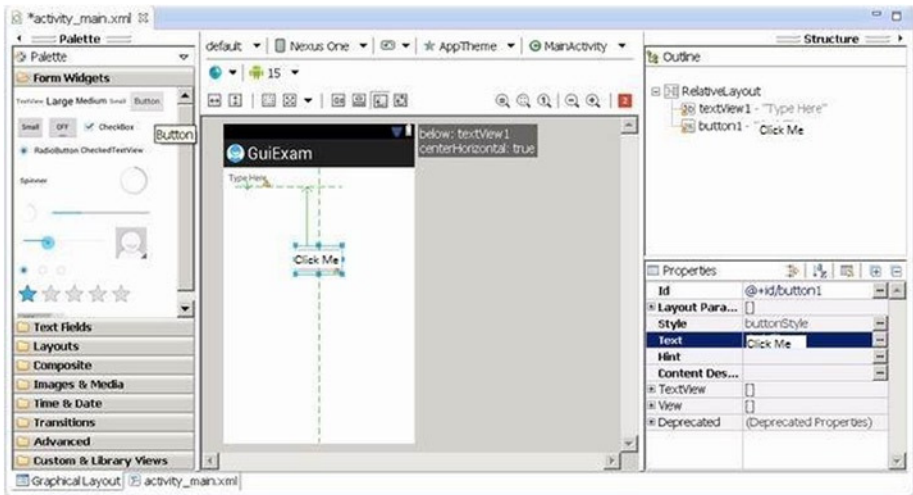 *activity_main.xml
Palette
Palette
Form Widgets
TextView Large Medium Small Button
Small OFF CheckBox
Button
RadioButton CheckedTextView
Spinner
Text Fields
Layouts
Composite
Images & Media
Time & Date
Transitions
Advanced
Custom & Library Views
Graphical Layout activity_main.xml
default Nexus One AppTheme MainActivity
15
2
below: textView1
centerHorizontal: true
GuiExam
Type Here
Click Me
Structure
Outline
RelativeLayout
textView1 - "Type Here"
button1 - Click Me
Properties
Id @+id/button1
Layout Para... []
Style buttonStyle
Text Click Me
Hint
Content Des...
TextView []
View []
Deprecated (Deprecated Properties)